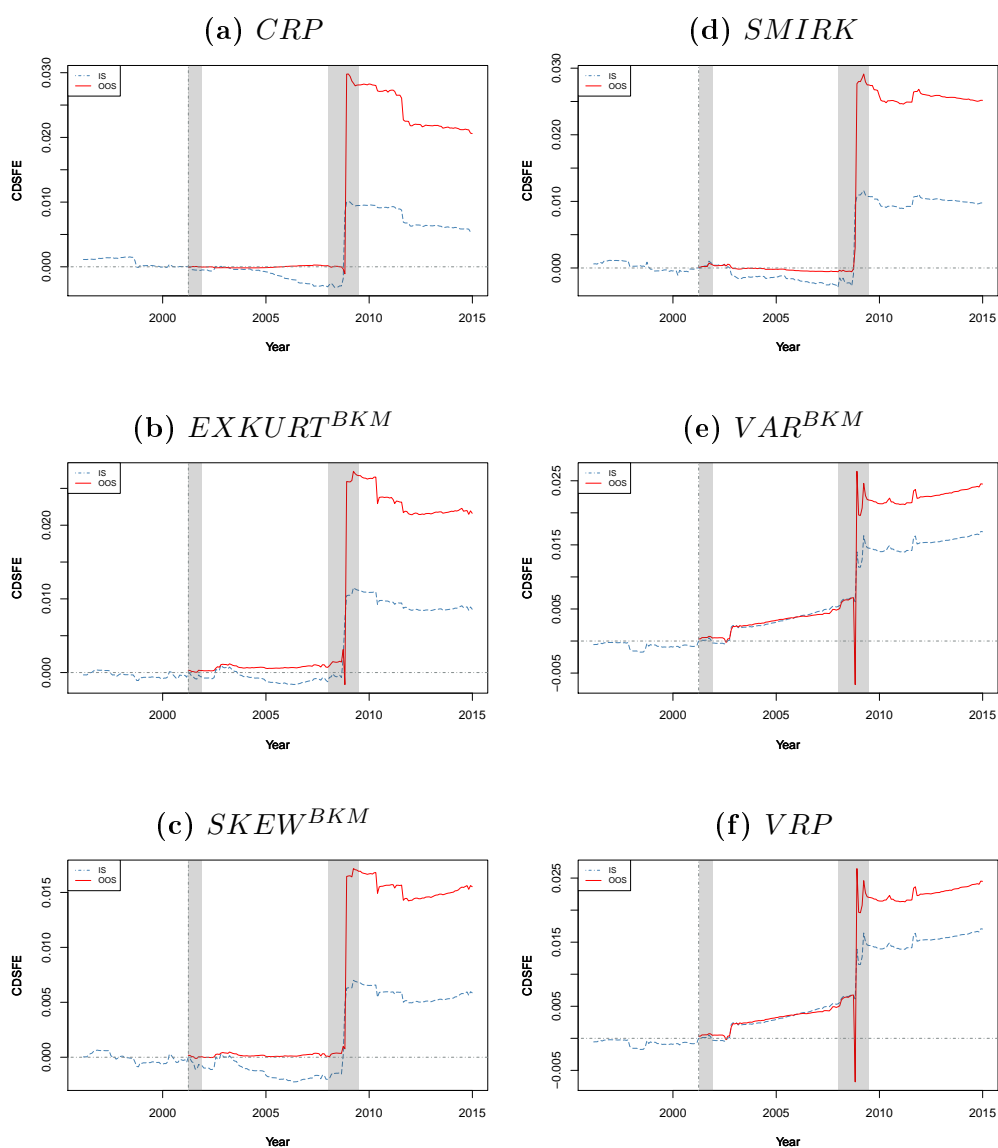 (a) CRP
IS
OOS
CDSFE
0.000
0.010
0.020
0.030
2000 2005 2010 2015
Year
(d) SMIRK
IS
OOS
CDSFE
0.000
0.010
0.020
0.030
2000 2005 2010 2015
Year
(b) EXKURT^{BKM}
IS
OOS
CDSFE
0.000
0.010
0.020
2000 2005 2010 2015
Year
(e) VAR^{BKM}
IS
OOS
CDSFE
−0.005
0.005
0.015
0.025
2000 2005 2010 2015
Year
(c) SKEW^{BKM}
IS
OOS
CDSFE
0.000
0.005
0.010
0.015
2000 2005 2010 2015
Year
(f) VRP
IS
OOS
CDSFE
−0.005
0.005
0.015
0.025
2000 2005 2010 2015
Year